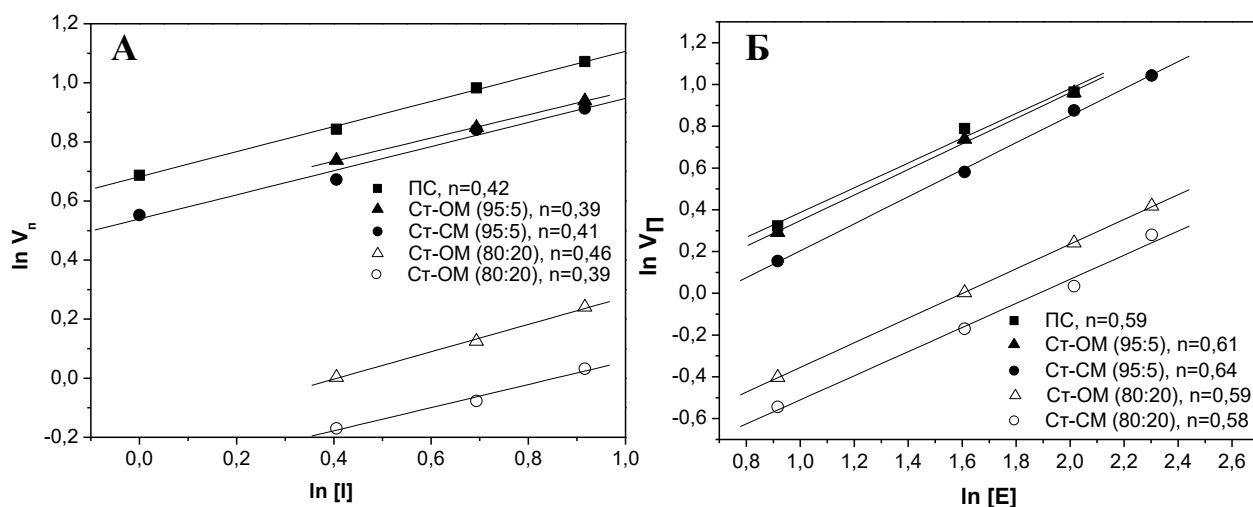 А
1,2
1,0
0,8
0,6
0,4
0,2
0,0
-0,2
ln Vп
ПС, n=0,42
Ст-ОМ (95:5), n=0,39
Ст-СМ (95:5), n=0,41
Ст-ОМ (80:20), n=0,46
Ст-ОМ (80:20), n=0,39
0,0 0,2 0,4 0,6 0,8 1,0
ln [I]
Б
1,2
1,0
0,8
0,6
0,4
0,2
0,0
-0,2
-0,4
-0,6
ln VП
ПС, n=0,59
Ст-ОМ (95:5), n=0,61
Ст-СМ (95:5), n=0,64
Ст-ОМ (80:20), n=0,59
Ст-СМ (80:20), n=0,58
0,8 1,0 1,2 1,4 1,6 1,8 2,0 2,2 2,4 2,6
ln [E]